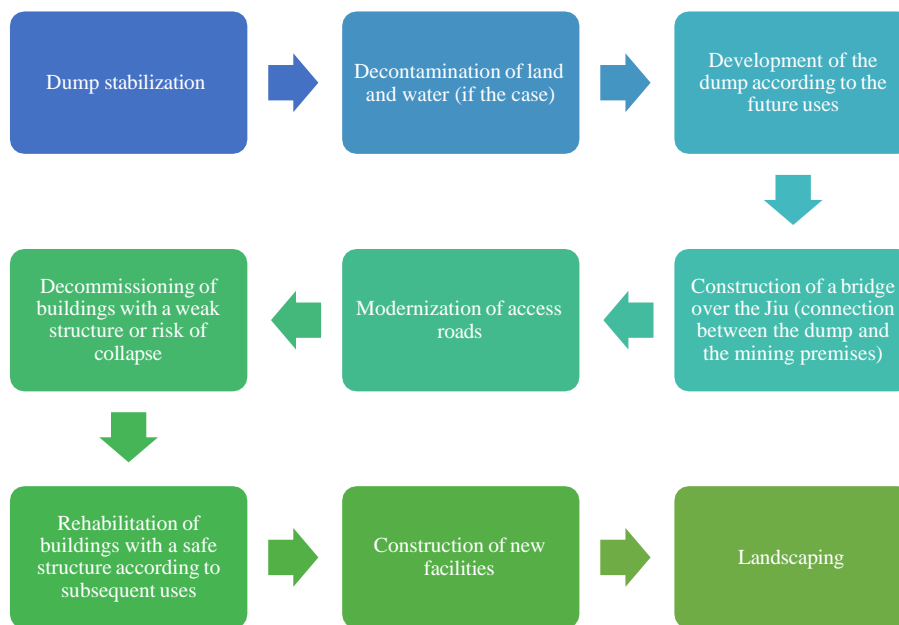 Dump stabilization
Decontamination of land
and water (if the case)
Development of the
dump according to the
future uses
Construction of a bridge
over the Jiu (connection
between the dump and
the mining premises)
Modernization of access
roads
Decommissioning of
buildings with a weak
structure or risk of
collapse
Rehabilitation of
buildings with a safe
structure according to
subsequent uses
Construction of new
facilities
Landscaping